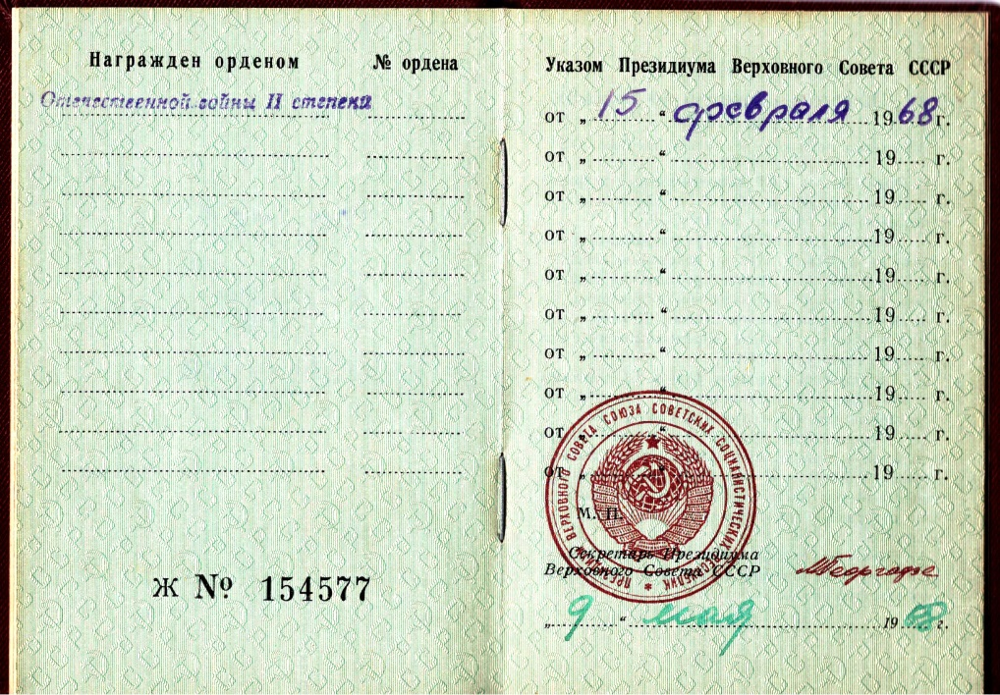 Награжден орденом № ордена
Отечественной войны II степени
Ж № 154577
Указом Президиума Верховного Совета СССР
от „ 15 “ февраля 1968 г.
от „ “ 19 г.
от „ “ 19 г.
от „ “ 19 г.
от „ “ 19 г.
от „ “ 19 г.
от „ “ 19 г.
от „ “ 19 г.
от „ “ 19 г.
от „ “ 19 г.
ПРЕЗИДИУМ ВЕРХОВНОГО СОВЕТА СОЮЗА СОВЕТСКИХ СОЦИАЛИСТИЧЕСКИХ РЕСПУБЛИК
М. П.
Секретарь Президиума
Верховного Совета СССР
„ 9 “ мая 1968 г.